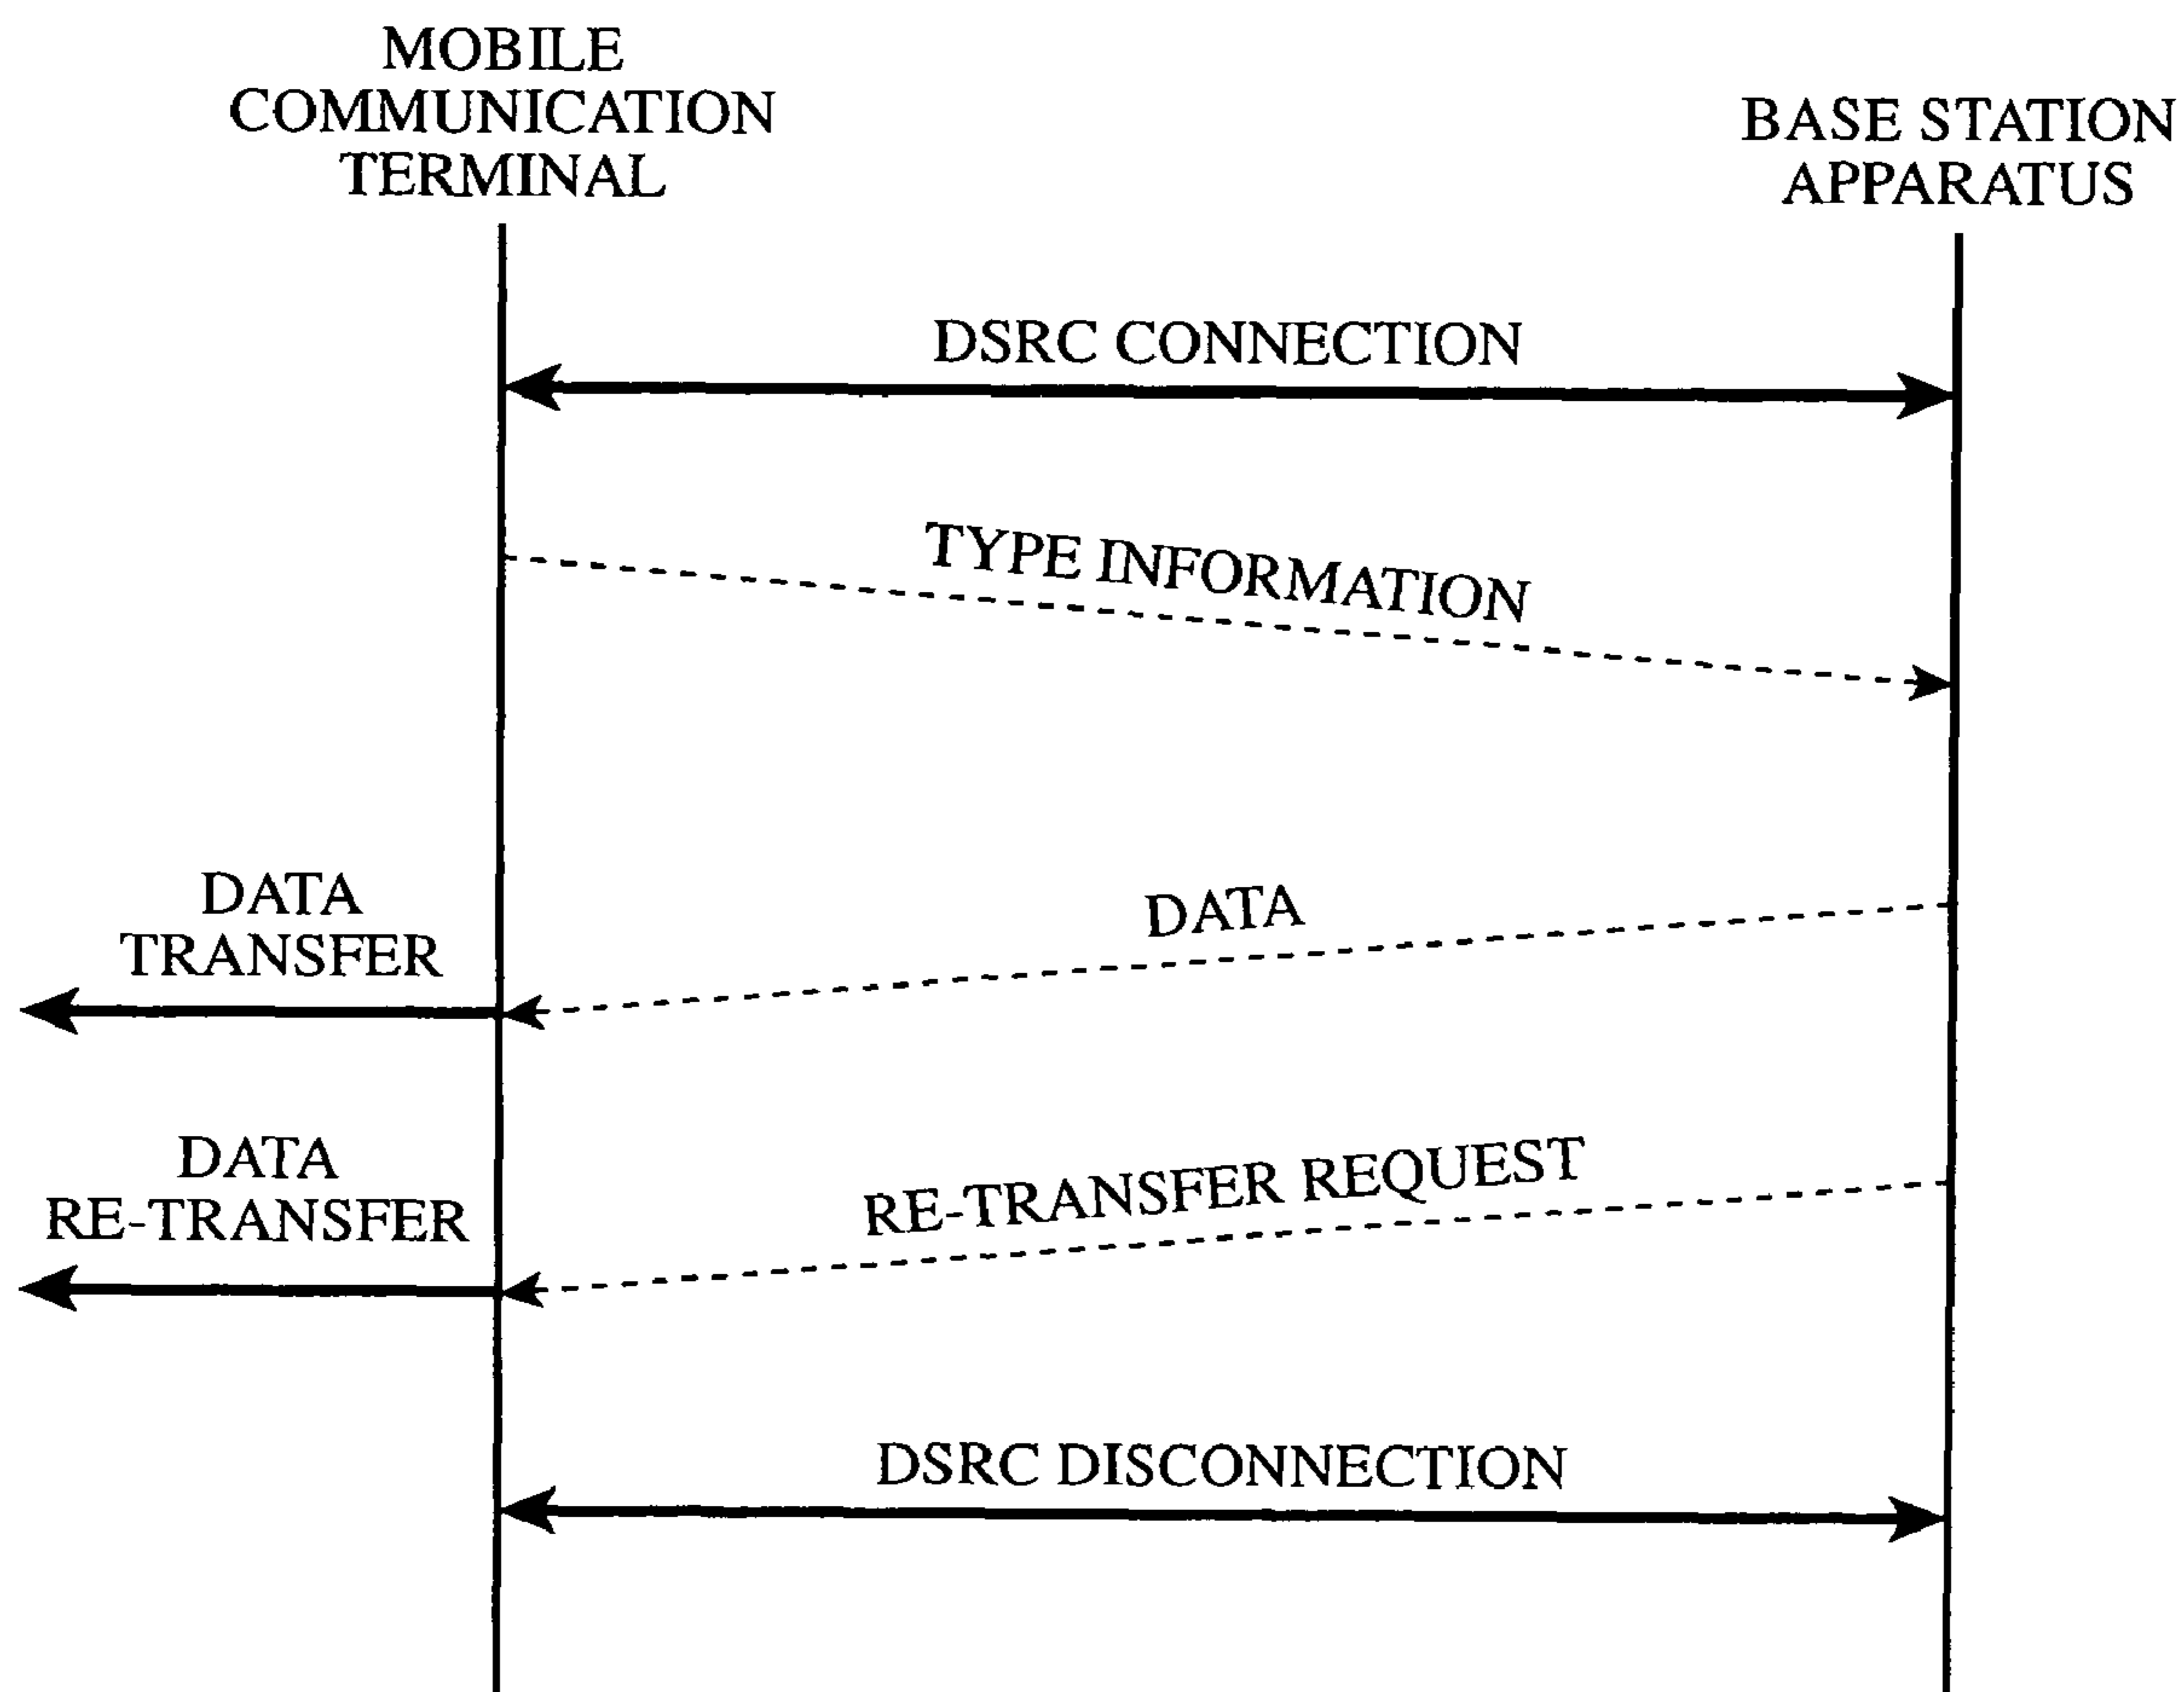 MOBILE
COMMUNICATION
TERMINAL
BASE STATION
APPARATUS
DSRC CONNECTION
TYPE INFORMATION
DATA
TRANSFER
DATA
DATA
RE-TRANSFER
RE-TRANSFER REQUEST
DSRC DISCONNECTION